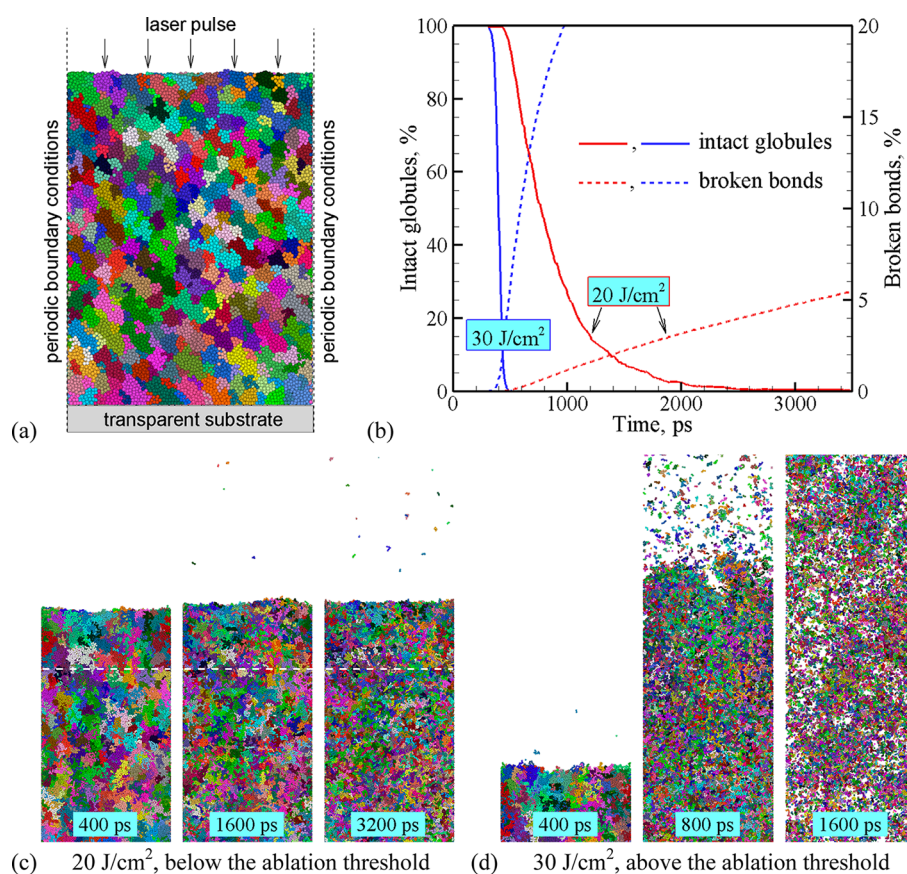 laser pulse
periodic boundary conditions
periodic boundary conditions
transparent substrate
(a)
100
80
60
40
20
0
Intact globules, %
20
15
10
5
0
Broken bonds, %
intact globules
broken bonds
20 J/cm²
30 J/cm²
0
1000
2000
3000
Time, ps
(b)
400 ps
1600 ps
3200 ps
(c) 20 J/cm², below the ablation threshold
400 ps
800 ps
1600 ps
(d) 30 J/cm², above the ablation threshold